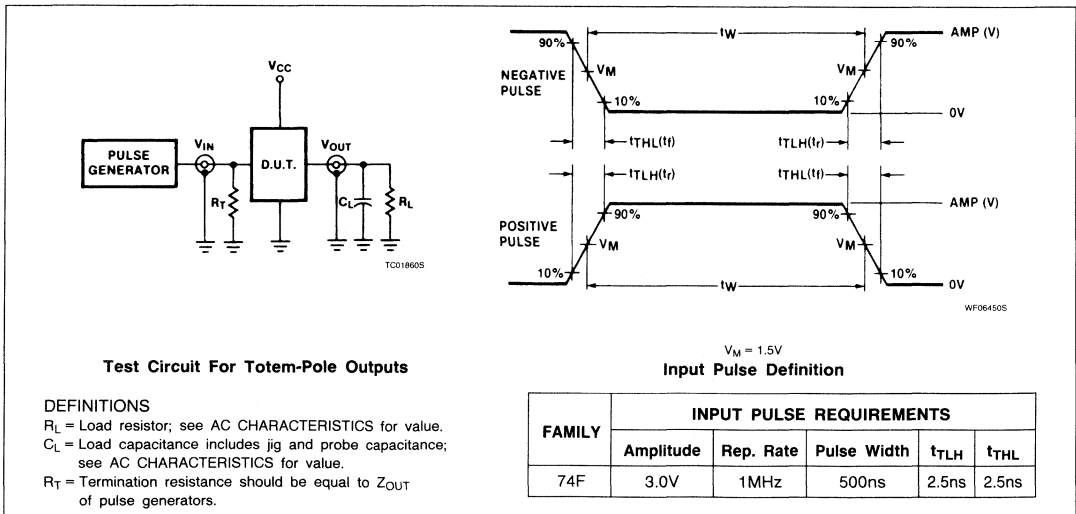 VCC
PULSE
GENERATOR
VIN
RT
D.U.T.
VOUT
CL
RL
TC01860S
Test Circuit For Totem-Pole Outputs
DEFINITIONS
RL = Load resistor; see AC CHARACTERISTICS for value.
CL = Load capacitance includes jig and probe capacitance;
see AC CHARACTERISTICS for value.
RT = Termination resistance should be equal to ZOUT
of pulse generators.
90%
tW
90%
AMP (V)
NEGATIVE
PULSE
VM
VM
10%
10%
0V
tTHL(tf)
tTLH(tr)
tTLH(tr)
tTHL(tf)
AMP (V)
90%
90%
POSITIVE
PULSE
VM
VM
10%
10%
tW
0V
WF06450S
VM = 1.5V
Input Pulse Definition
FAMILY
INPUT PULSE REQUIREMENTS
Amplitude Rep. Rate Pulse Width tTLH tTHL
74F 3.0V 1MHz 500ns 2.5ns 2.5ns